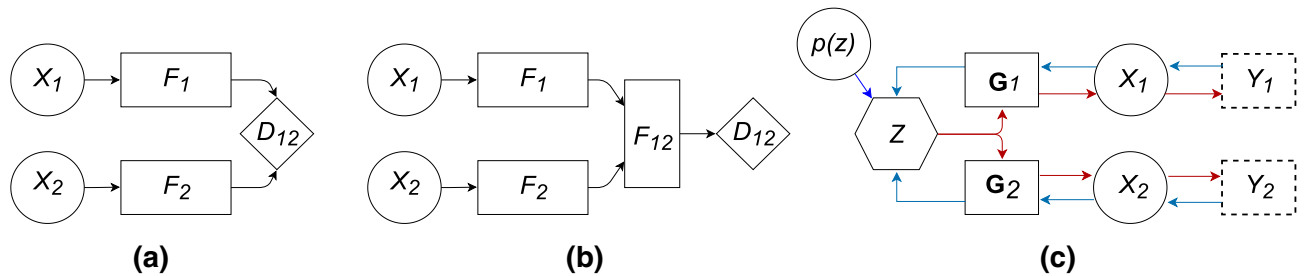 X1 F1
D12
X2 F2
(a)
X1 F1
F12 D12
X2 F2
(b)
p(z)
G1 X1 Y1
Z
G2 X2 Y2
(c)